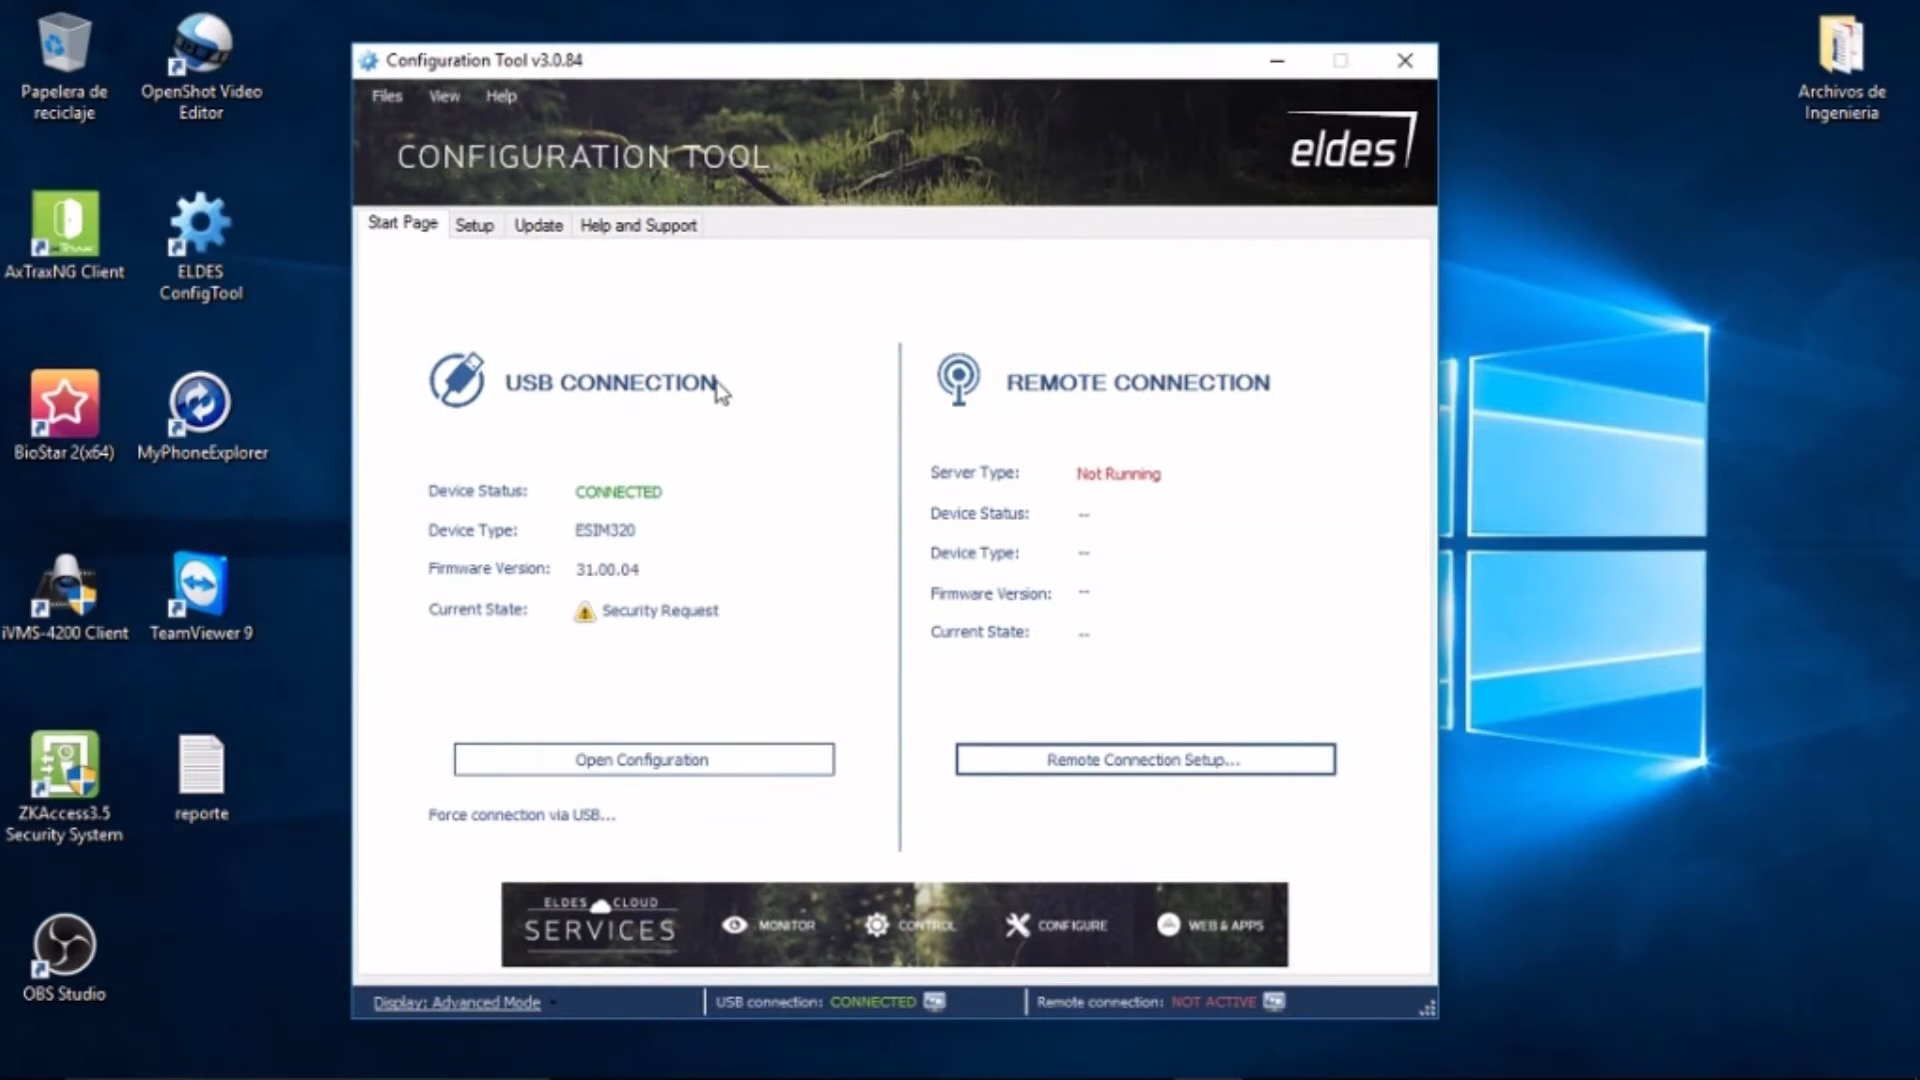 Papelera de
reciclaje
OpenShot Video
Editor
AxTraxNG Client
ELDES
ConfigTool
BioStar 2(x64)
MyPhoneExplorer
iVMS-4200 Client
TeamViewer 9
ZKAccess3.5
Security System
reporte
OBS Studio
Configuration Tool v3.0.84
Files View Help
CONFIGURATION TOOL
eldes
Start Page Setup Update Help and Support
USB CONNECTION
Device Status: CONNECTED
Device Type: ESIM320
Firmware Version: 31.00.04
Current State: Security Request
Open Configuration
Force connection via USB...
REMOTE CONNECTION
Server Type: Not Running
Device Status: --
Device Type: --
Firmware Version: --
Current State: --
Remote Connection Setup...
ELDES CLOUD
SERVICES
MONITOR CONTROL CONFIGURE WEB & APPS
Display: Advanced Mode USB connection: CONNECTED Remote connection: NOT ACTIVE
Archivos de
Ingenieria